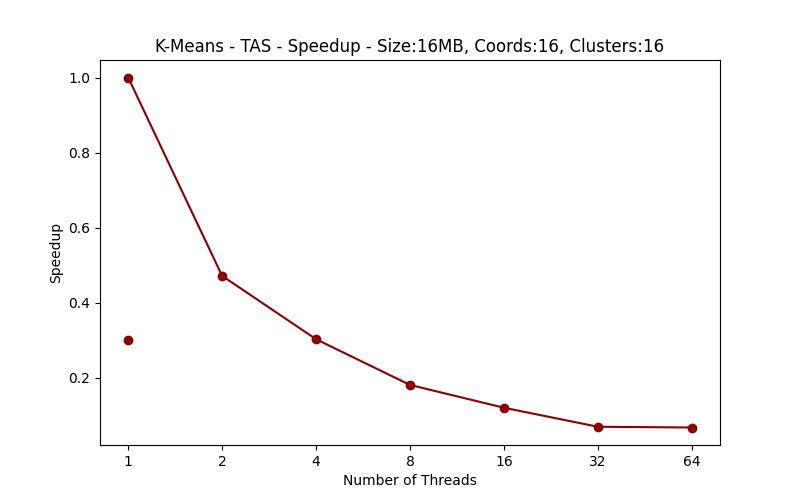 K-Means - TAS - Speedup - Size:16MB, Coords:16, Clusters:16
1.0
0.8
0.6
0.4
0.2
Speedup
1 2 4 8 16 32 64
Number of Threads